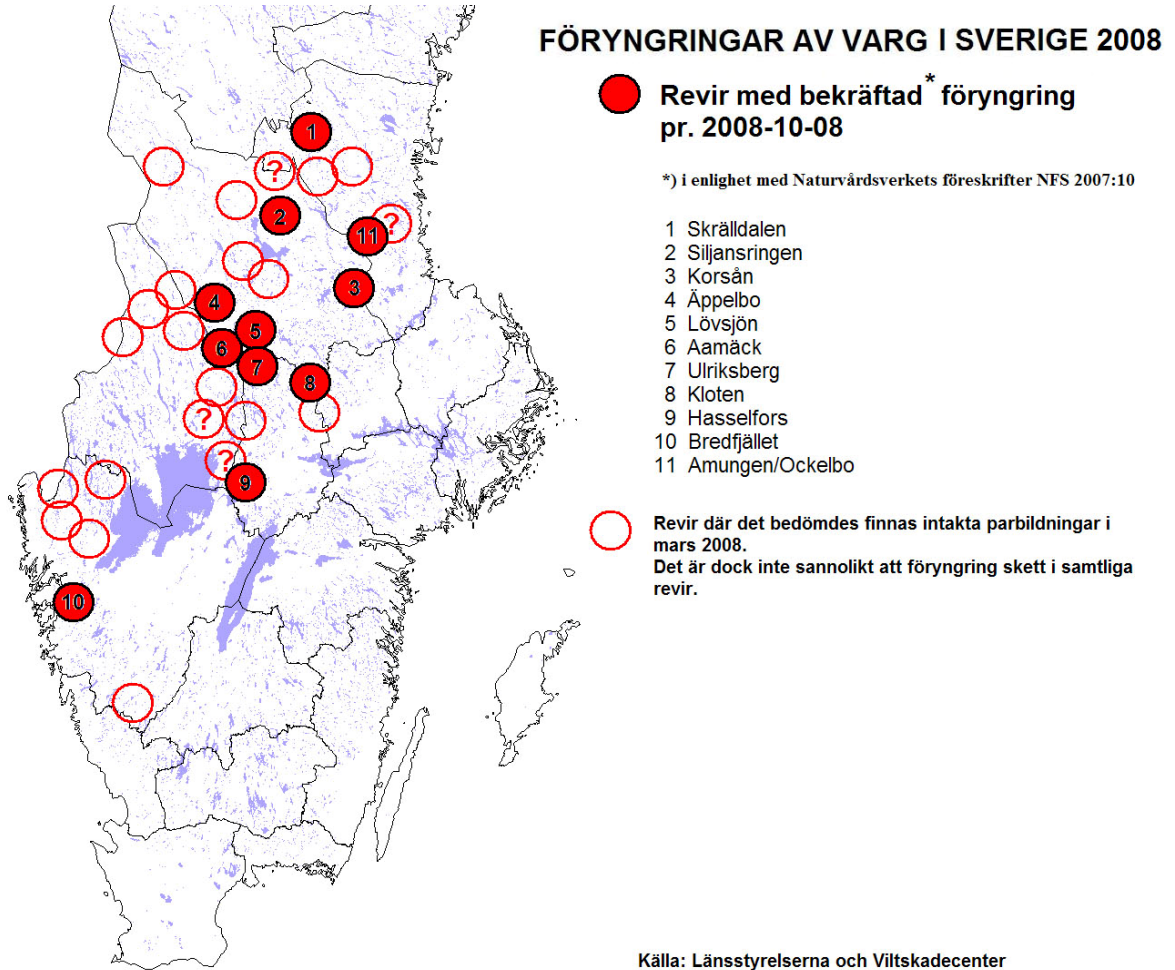 FÖRYNGRINGAR AV VARG I SVERIGE 2008
Revir med bekräftad* föryngring
pr. 2008-10-08
*) i enlighet med Naturvårdsverkets föreskrifter NFS 2007:10
1 Skrälldalen
2 Siljansringen
3 Korsån
4 Äppelbo
5 Lövsjön
6 Aamäck
7 Ulriksberg
8 Kloten
9 Hasselfors
10 Bredfjället
11 Amungen/Ockelbo
Revir där det bedömdes finnas intakta parbildningar i
mars 2008.
Det är dock inte sannolikt att föryngring skett i samtliga
revir.
1
?
2
?
11
3
4
5
6
7
8
?
?
9
10
Källa: Länsstyrelserna och Viltskadecenter